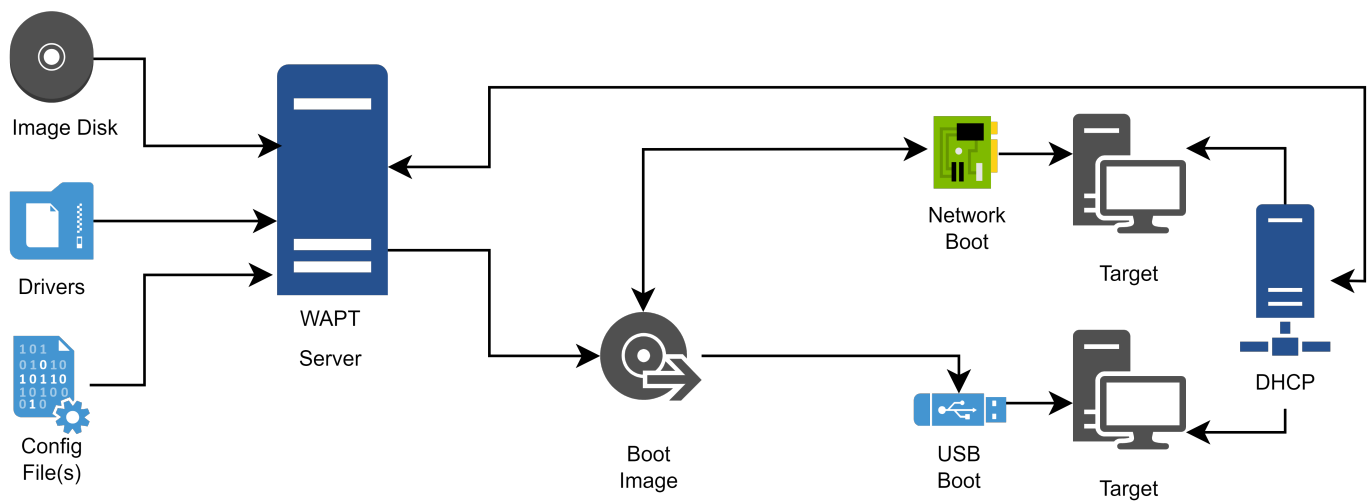 Image Disk
Drivers
101
01010
10110
10100
010
Config
File(s)
WAPT
Server
Boot
Image
Network
Boot
USB
Boot
Target
Target
DHCP